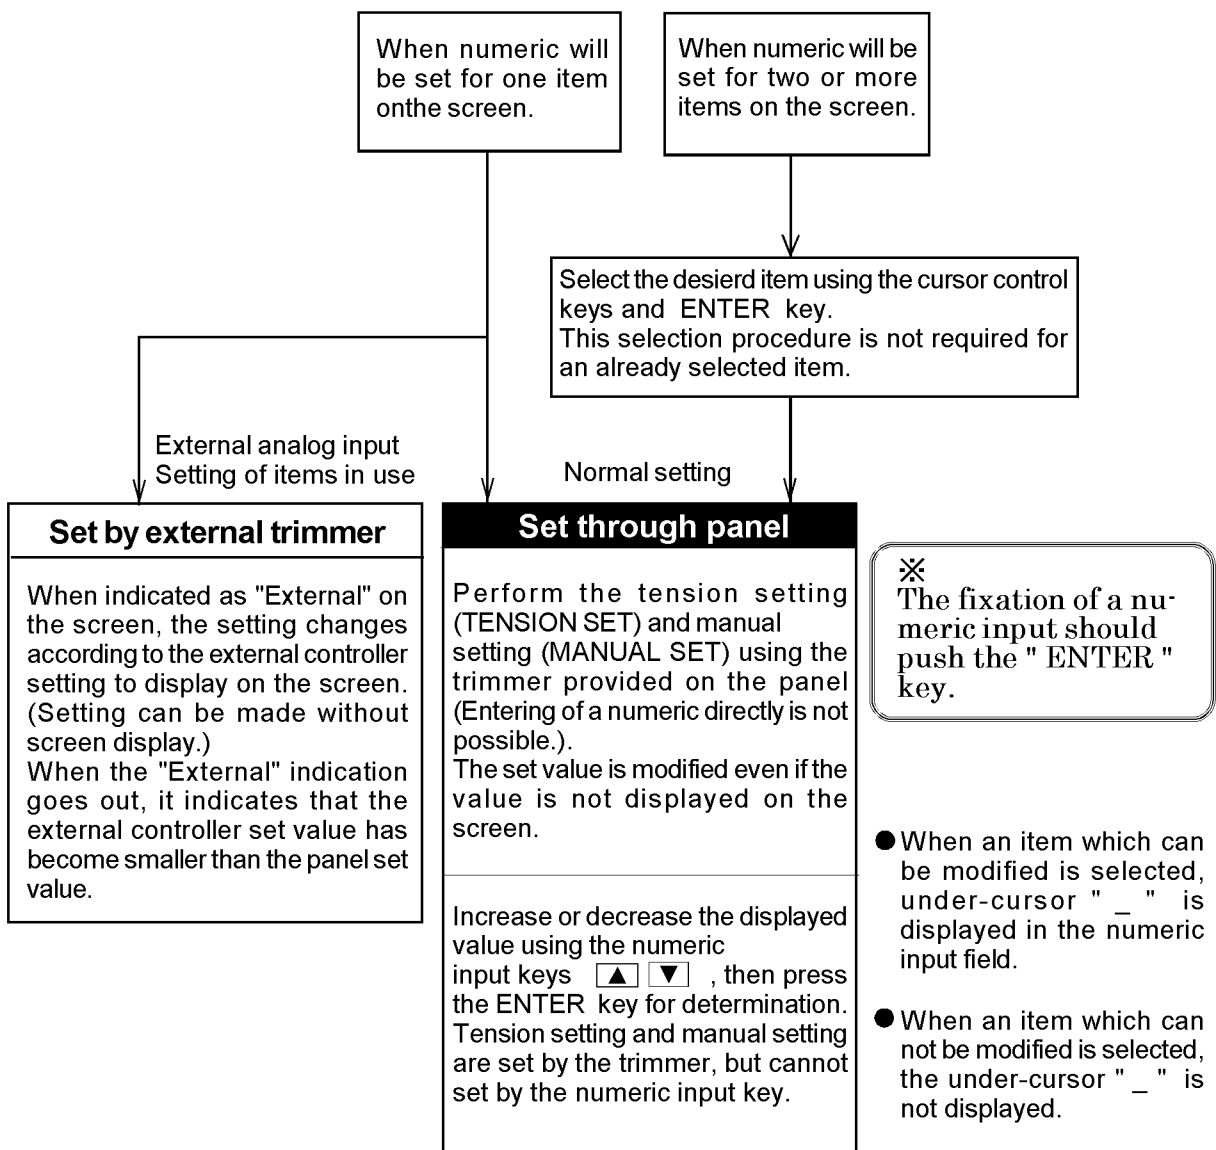 When numeric will
be set for one item
onthe screen.
When numeric will be
set for two or more
items on the screen.
Select the desierd item using the cursor control
keys and ENTER key.
This selection procedure is not required for
an already selected item.
External analog input
Setting of items in use
Normal setting
Set by external trimmer
When indicated as "External" on
the screen, the setting changes
according to the external controller
setting to display on the screen.
(Setting can be made without
screen display.)
When the "External" indication
goes out, it indicates that the
external controller set value has
become smaller than the panel set
value.
Set through panel
Perform the tension setting
(TENSION SET) and manual
setting (MANUAL SET) using the
trimmer provided on the panel
(Entering of a numeric directly is not
possible.).
The set value is modified even if the
value is not displayed on the
screen.
Increase or decrease the displayed
value using the numeric
input keys ▲ ▼ , then press
the ENTER key for determination.
Tension setting and manual setting
are set by the trimmer, but cannot
set by the numeric input key.
※
The fixation of a nu-
meric input should
push the " ENTER "
key.
● When an item which can
be modified is selected,
under-cursor " _ " is
displayed in the numeric
input field.
● When an item which can
not be modified is selected,
the under-cursor " _ " is
not displayed.